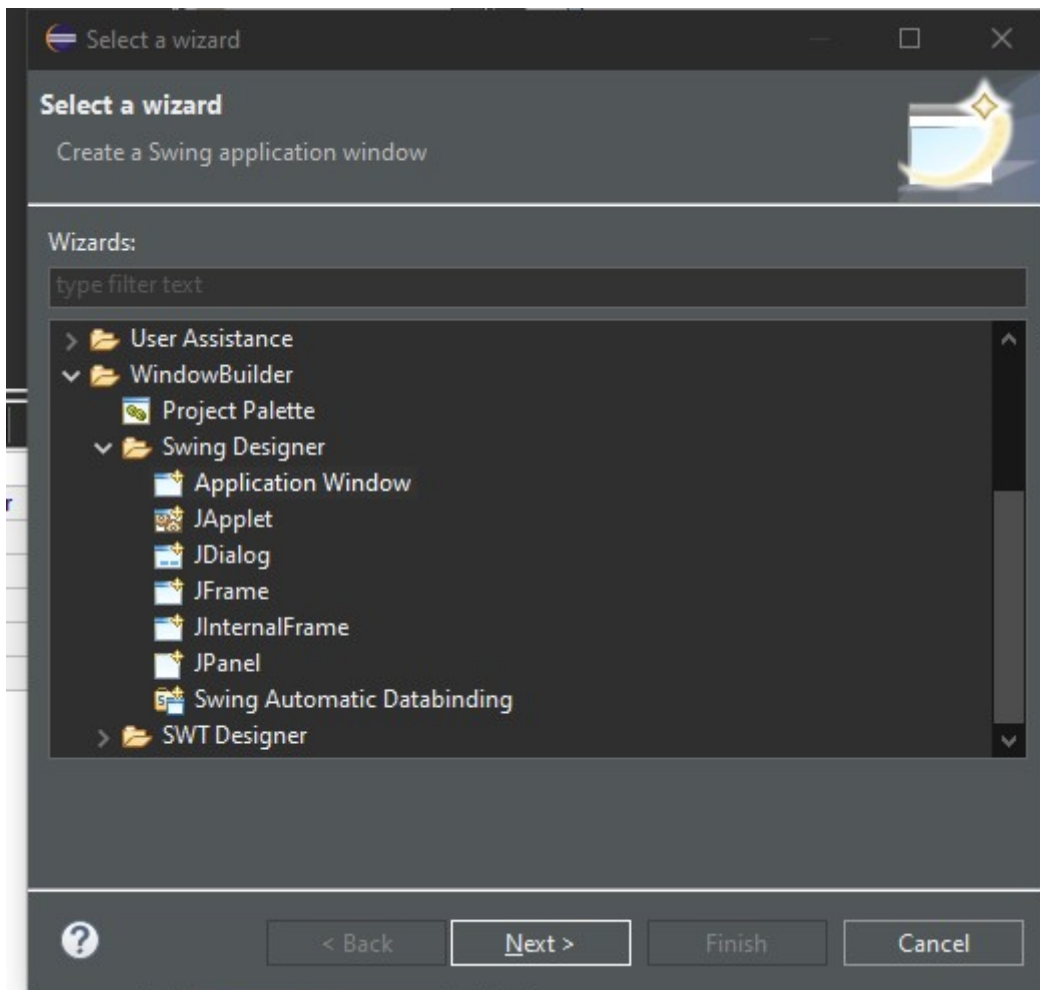 Select a wizard
Select a wizard
Create a Swing application window
Wizards:
type filter text
User Assistance
WindowBuilder
Project Palette
Swing Designer
Application Window
JApplet
JDialog
JFrame
JInternalFrame
JPanel
Swing Automatic Databinding
SWT Designer
r
? < Back Next > Finish Cancel